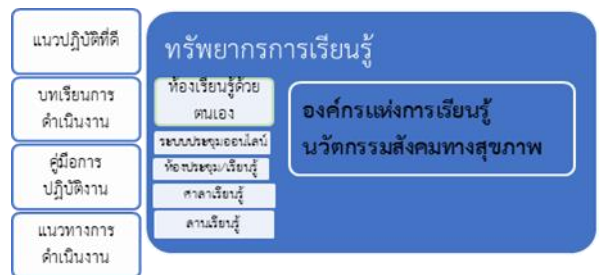 แนวปฏิบัติที่ดี
บทเรียนการ
ดำเนินงาน
คู่มือการ
ปฏิบัติงาน
แนวทางการ
ดำเนินงาน
ทรัพยากรการเรียนรู้
ห้องเรียนรู้ด้วย
ตนเอง
ระบบประชุมออนไลน์
ห้องประชุม/เรียนรู้
ศาลาเรียนรู้
ลานเรียนรู้
องค์กรแห่งการเรียนรู้
นวัตกรรมสังคมทางสุขภาพ